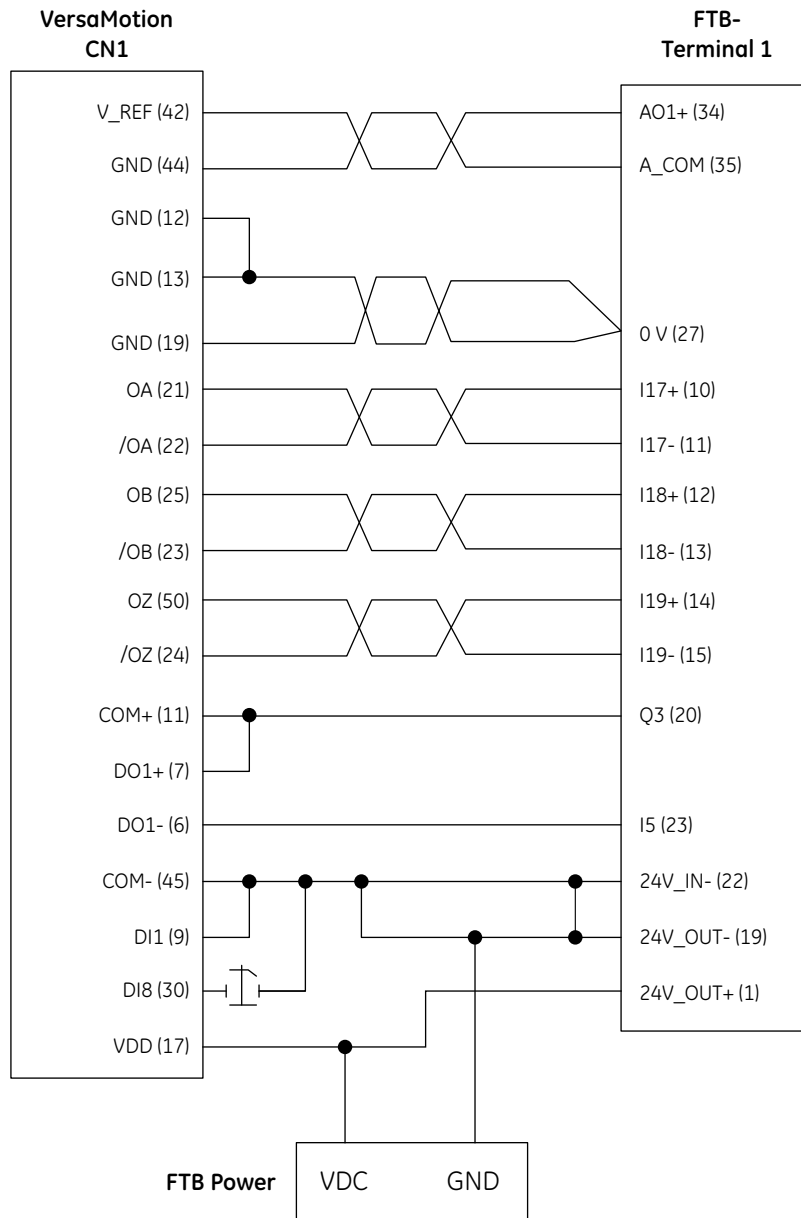 VersaMotion
CN1
FTB-
Terminal 1
V_REF (42)
AO1+ (34)
GND (44)
A_COM (35)
GND (12)
GND (13)
GND (19)
0 V (27)
OA (21)
I17+ (10)
/OA (22)
I17- (11)
OB (25)
I18+ (12)
/OB (23)
I18- (13)
OZ (50)
I19+ (14)
/OZ (24)
I19- (15)
COM+ (11)
Q3 (20)
DO1+ (7)
DO1- (6)
I5 (23)
COM- (45)
24V_IN- (22)
DI1 (9)
24V_OUT- (19)
DI8 (30)
24V_OUT+ (1)
VDD (17)
FTB Power
VDC
GND